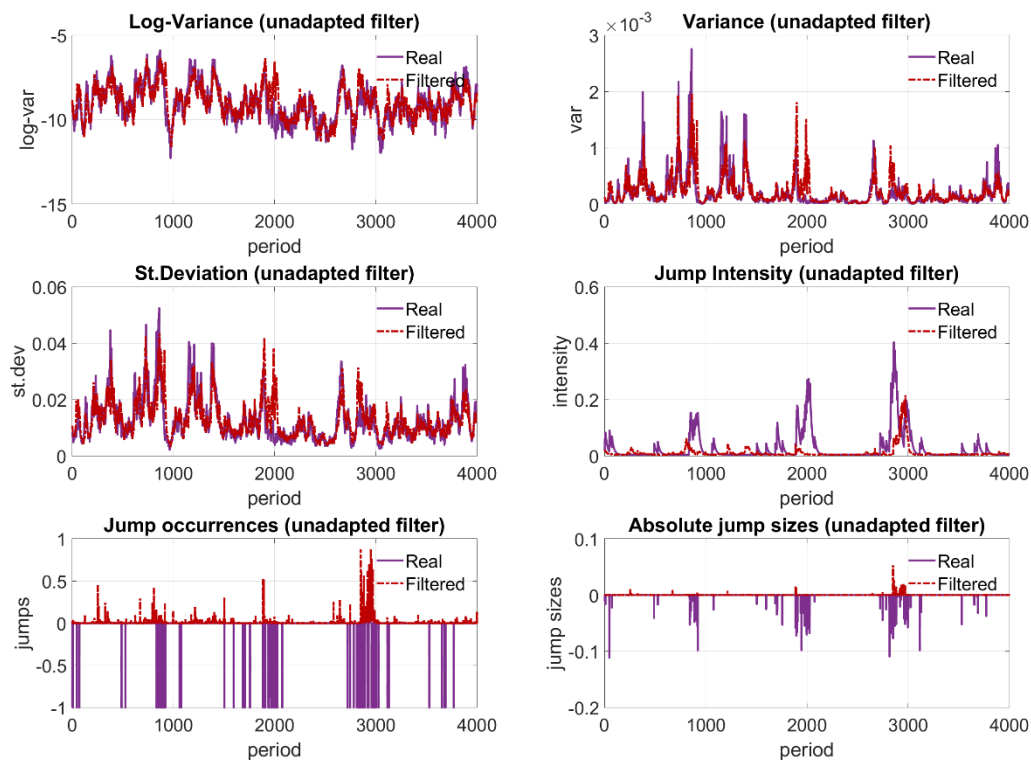 Log-Variance (unadapted filter)
-5
-10
-15
log-var
Real
Filtered
0 1000 2000 3000 4000
period
Variance (unadapted filter)
×10⁻³
3
2
1
0
var
Real
Filtered
0 1000 2000 3000 4000
period
St.Deviation (unadapted filter)
0.06
0.04
0.02
0
st.dev
Real
Filtered
0 1000 2000 3000 4000
period
Jump Intensity (unadapted filter)
0.6
0.4
0.2
0
intensity
Real
Filtered
0 1000 2000 3000 4000
period
Jump occurrences (unadapted filter)
1
0.5
0
-0.5
-1
jumps
Real
Filtered
0 1000 2000 3000 4000
period
Absolute jump sizes (unadapted filter)
0.1
0
-0.1
-0.2
jump sizes
Real
Filtered
0 1000 2000 3000 4000
period